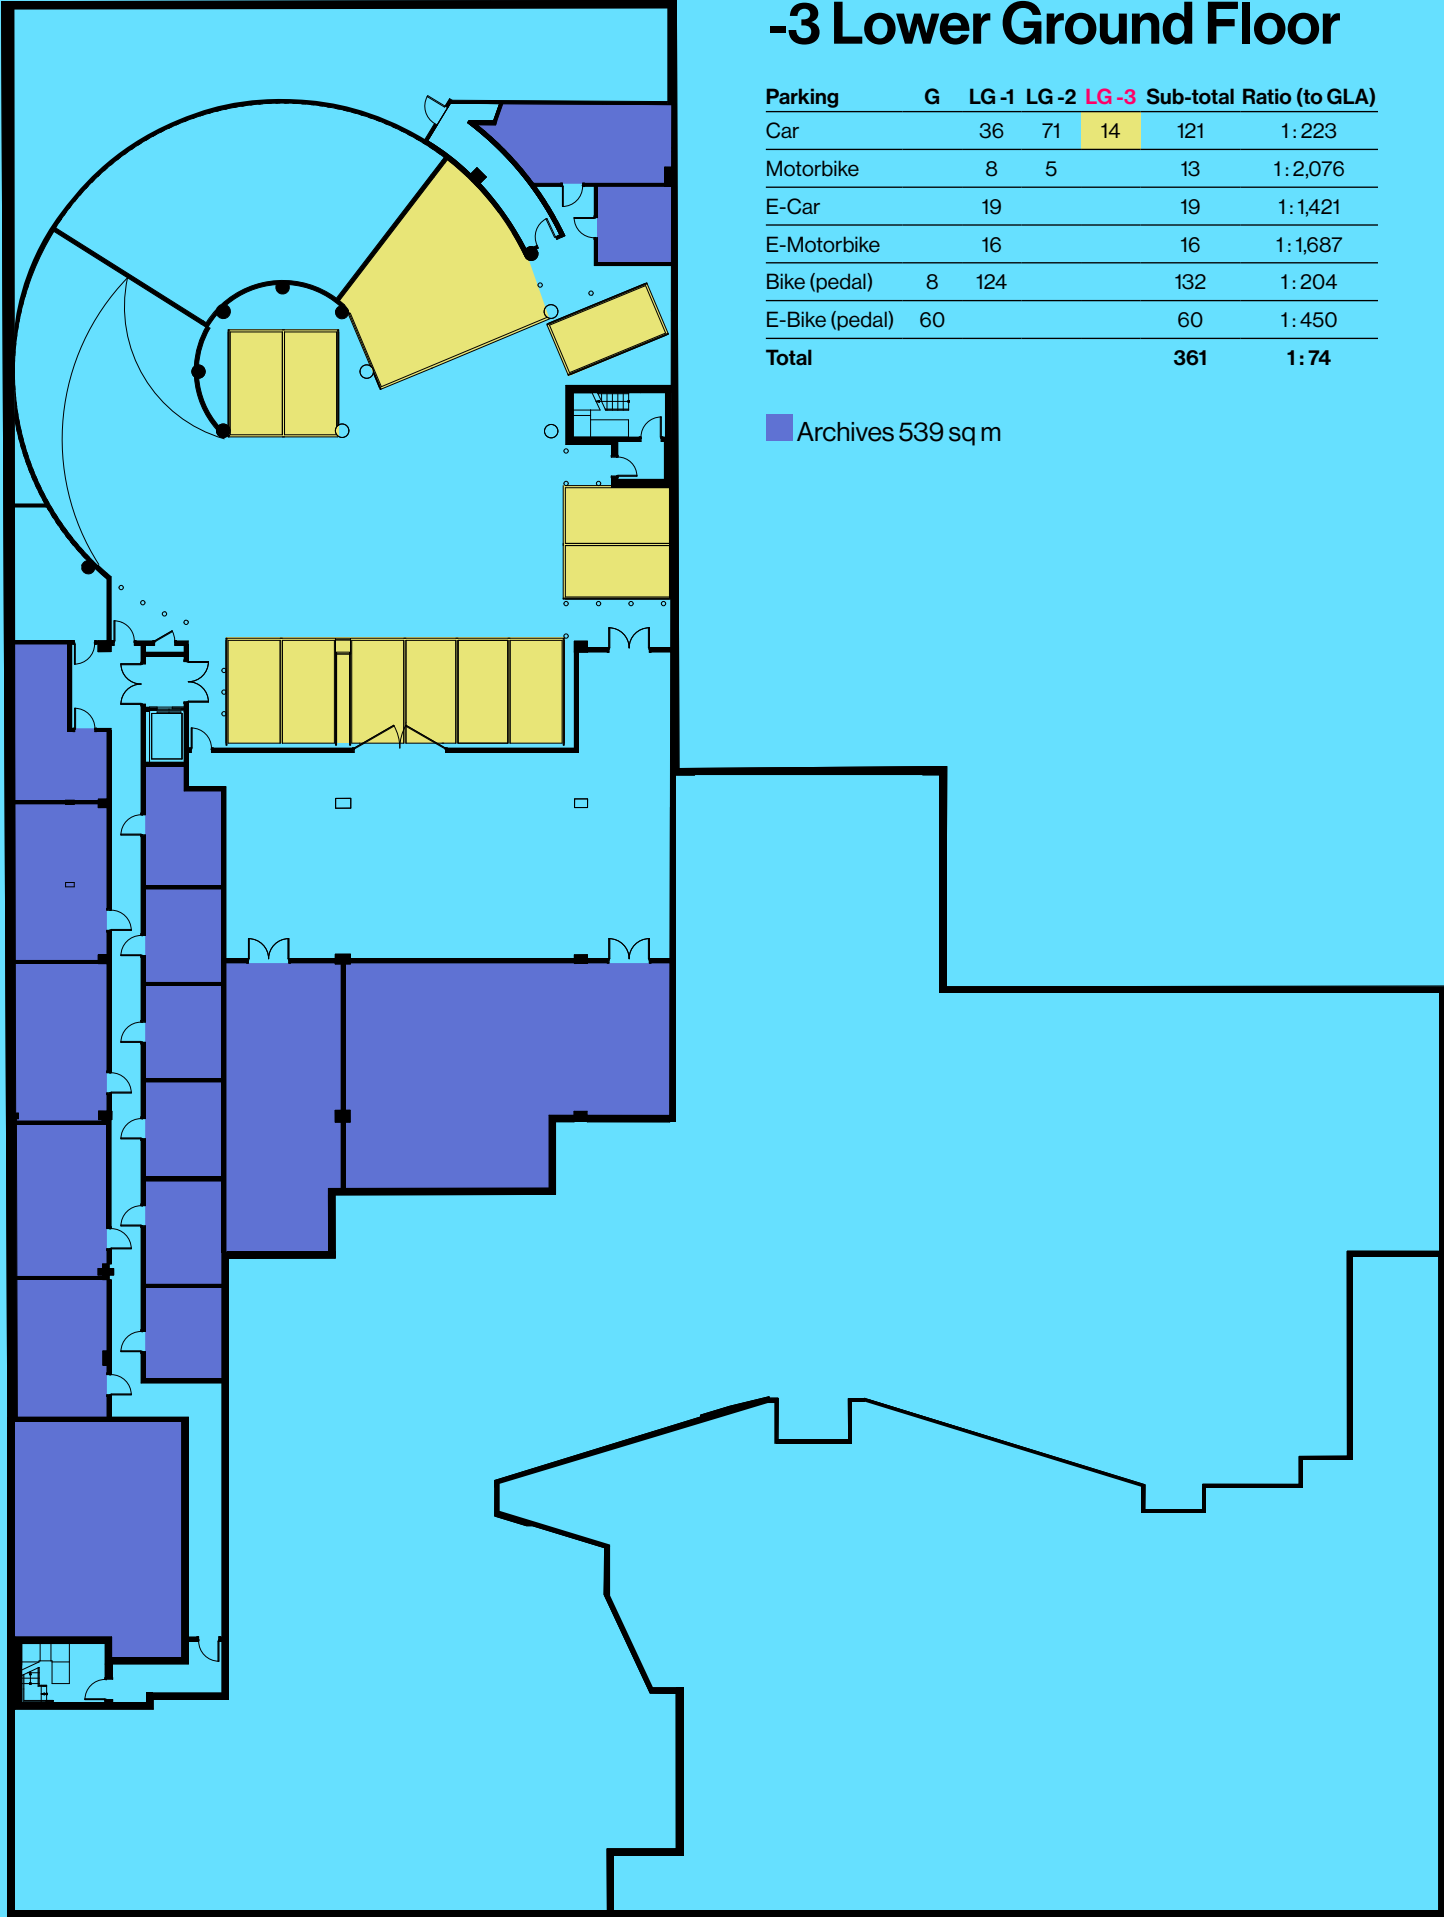 -3 Lower Ground Floor
Parking G LG -1 LG -2 LG -3 Sub-total Ratio (to GLA)
Car 36 71 14 121 1:223
Motorbike 8 5 13 1:2,076
E-Car 19 19 1:1,421
E-Motorbike 16 16 1:1,687
Bike (pedal) 8 124 132 1:204
E-Bike (pedal) 60 60 1:450
Total 361 1:74
Archives 539 sq m